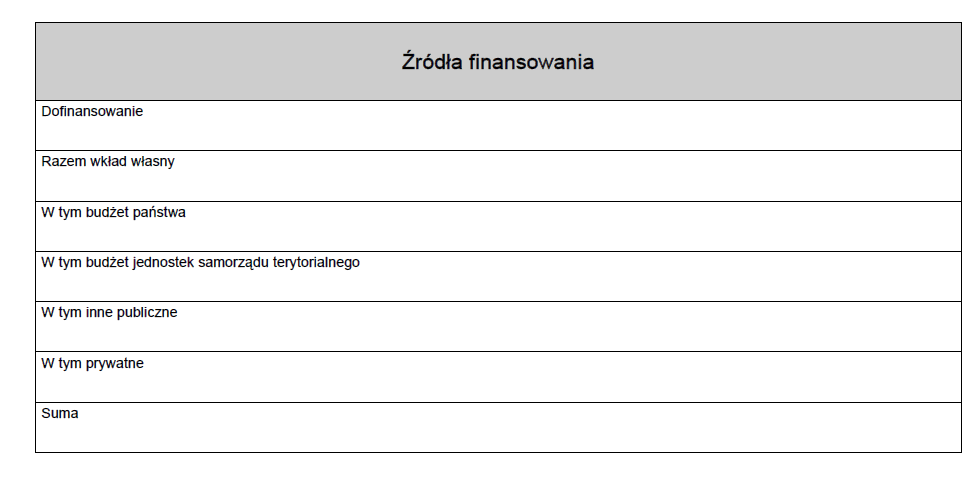 Źródła finansowania
Dofinansowanie
Razem wkład własny
W tym budżet państwa
W tym budżet jednostek samorządu terytorialnego
W tym inne publiczne
W tym prywatne
Suma